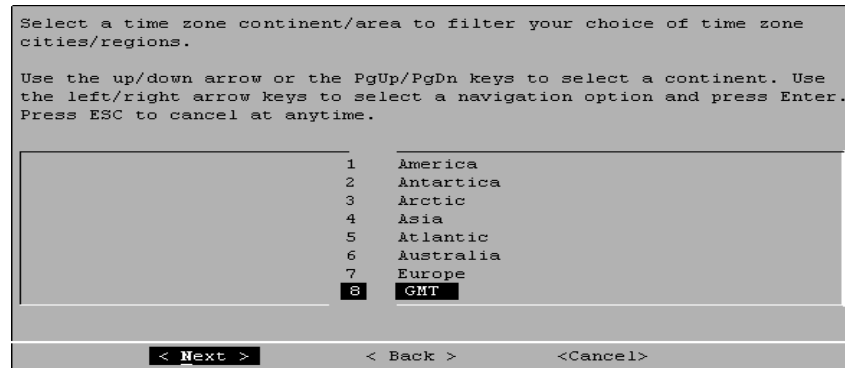 Select a time zone continent/area to filter your choice of time zone
cities/regions.
Use the up/down arrow or the PgUp/PgDn keys to select a continent. Use
the left/right arrow keys to select a navigation option and press Enter.
Press ESC to cancel at anytime.
1 America
2 Antartica
3 Arctic
4 Asia
5 Atlantic
6 Australia
7 Europe
8 GMT
< Next > < Back > <Cancel>